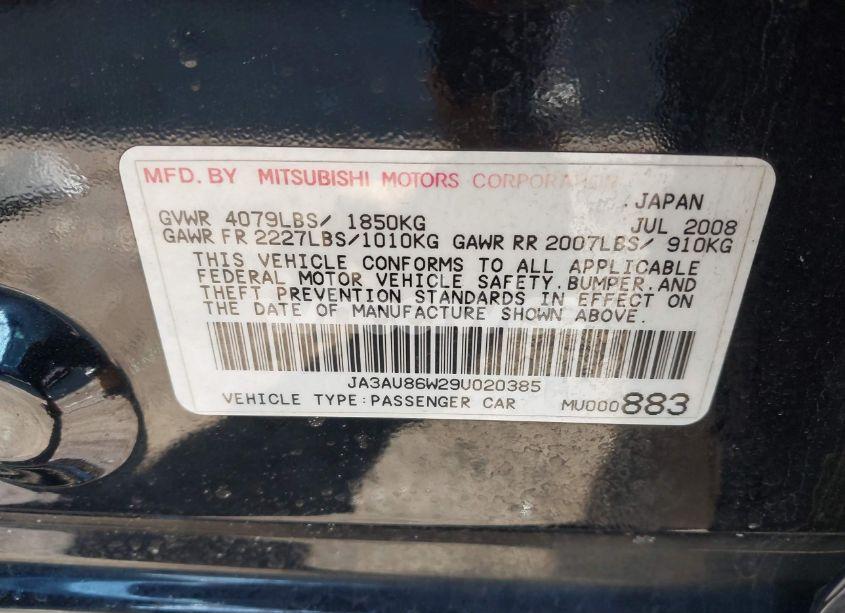 MFD. BY MITSUBISHI MOTORS CORPORATION
JAPAN
GVWR 4079LBS/ 1850KG JUL 2008
GAWR FR 2227LBS/1010KG GAWR RR 2007LBS/ 910KG
THIS VEHICLE CONFORMS TO ALL APPLICABLE
FEDERAL MOTOR VEHICLE SAFETY.BUMPER.AND
THEFT PREVENTION STANDARDS IN EFFECT ON
THE DATE OF MANUFACTURE SHOWN ABOVE.
JA3AU86W29U020385
VEHICLE TYPE:PASSENGER CAR MU000883